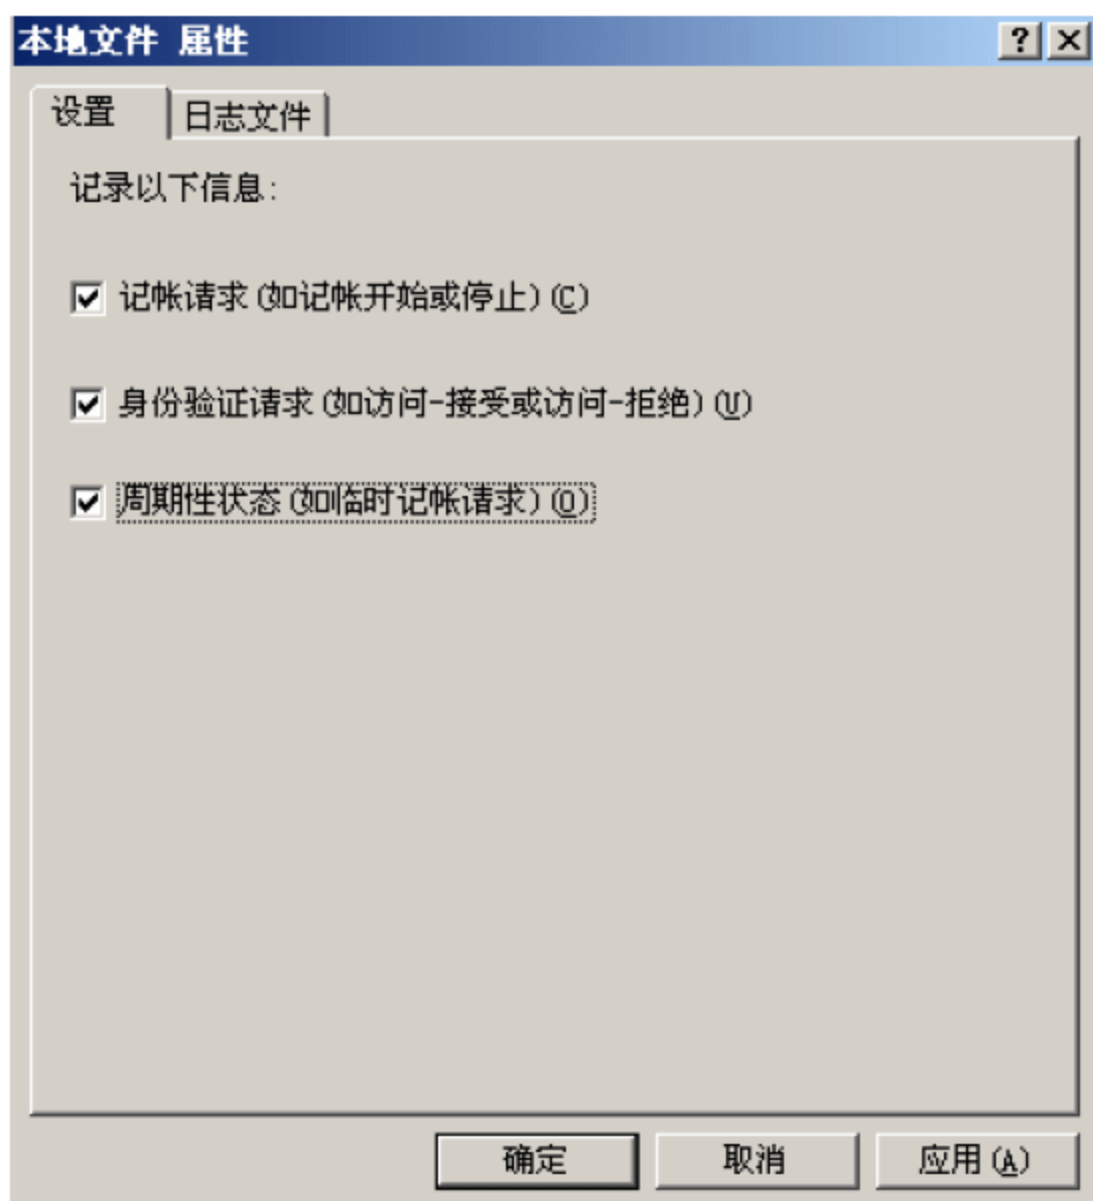 本地文件 属性
设置
日志文件
记录以下信息:
记帐请求(如记帐开始或停止)(C)
身份验证请求(如访问-接受或访问-拒绝)(U)
周期性状态(如临时记帐请求)(O)
确定
取消
应用(A)